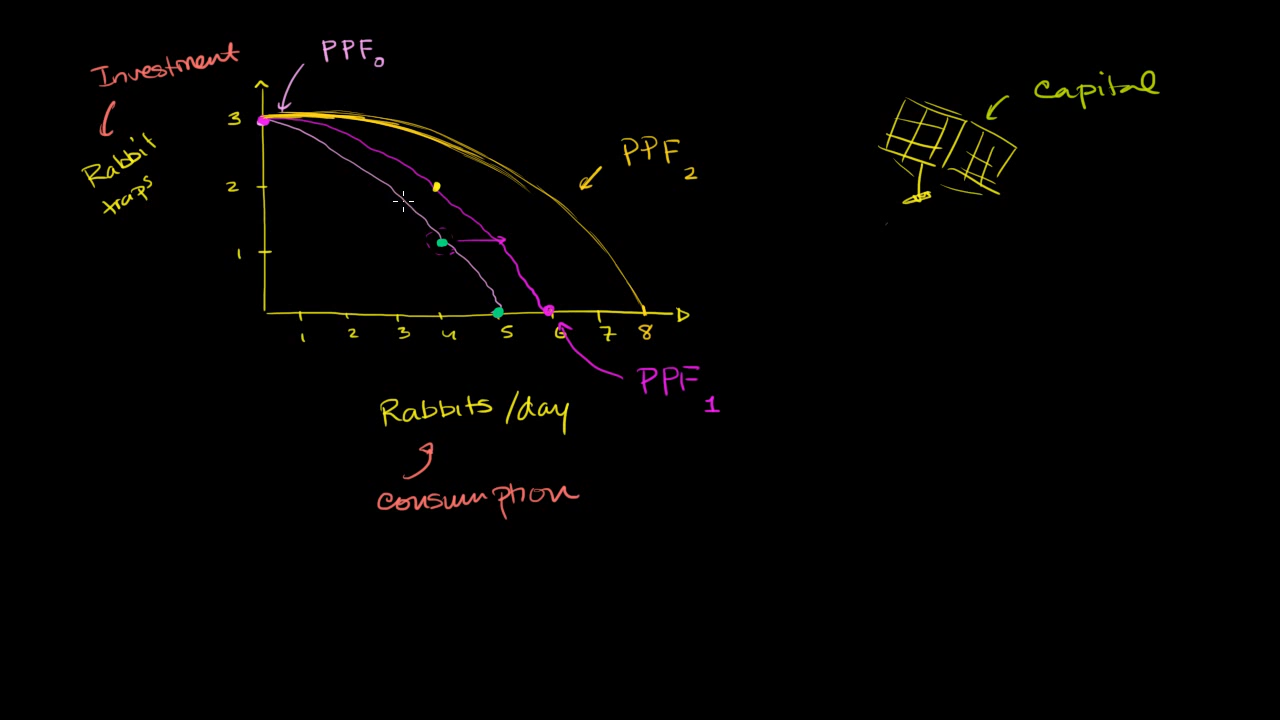 Investment
PPF₀
Capital
Rabbit
traps
3
2
1
PPF₂
1 2 3 4 5 6 7 8
PPF₁
Rabbits/day
consumption